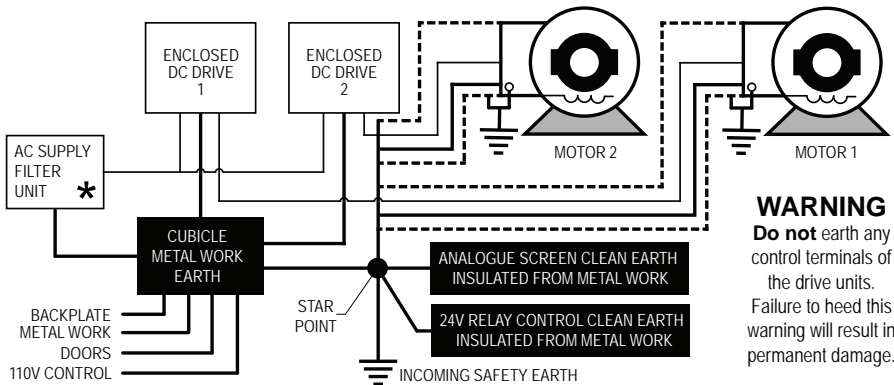 ENCLOSED
DC DRIVE
1
ENCLOSED
DC DRIVE
2
MOTOR 2
MOTOR 1
AC SUPPLY
FILTER
UNIT *
CUBICLE
METAL WORK
EARTH
BACKPLATE
METAL WORK
DOORS
110V CONTROL
STAR
POINT
ANALOGUE SCREEN CLEAN EARTH
INSULATED FROM METAL WORK
24V RELAY CONTROL CLEAN EARTH
INSULATED FROM METAL WORK
INCOMING SAFETY EARTH
WARNING
Do not earth any
control terminals of
the drive units.
Failure to heed this
warning will result in
permanent damage.